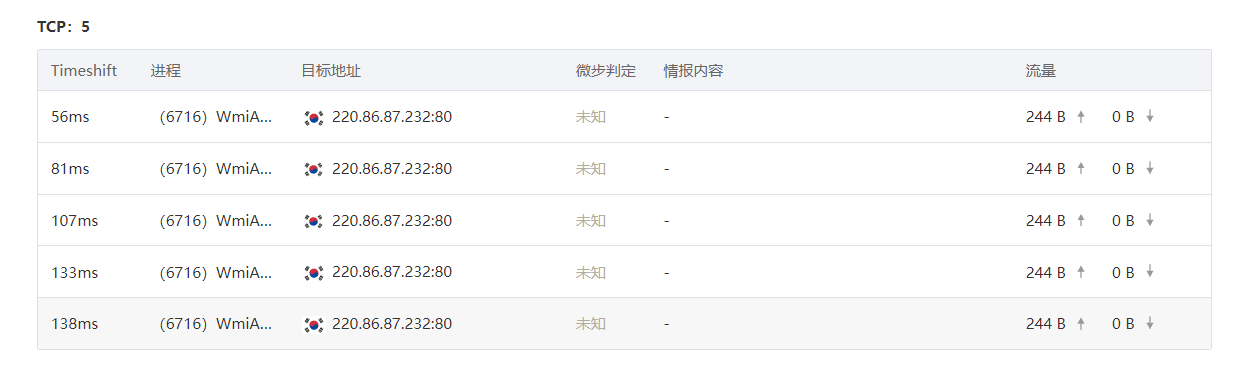 TCP：5
Timeshift 进程 目标地址 微步判定 情报内容 流量
56ms （6716）WmiA... 220.86.87.232:80 未知 - 244 B ↑ 0 B ↓
81ms （6716）WmiA... 220.86.87.232:80 未知 - 244 B ↑ 0 B ↓
107ms （6716）WmiA... 220.86.87.232:80 未知 - 244 B ↑ 0 B ↓
133ms （6716）WmiA... 220.86.87.232:80 未知 - 244 B ↑ 0 B ↓
138ms （6716）WmiA... 220.86.87.232:80 未知 - 244 B ↑ 0 B ↓